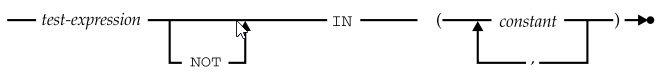 test-expression IN ( constant )
NOT ,